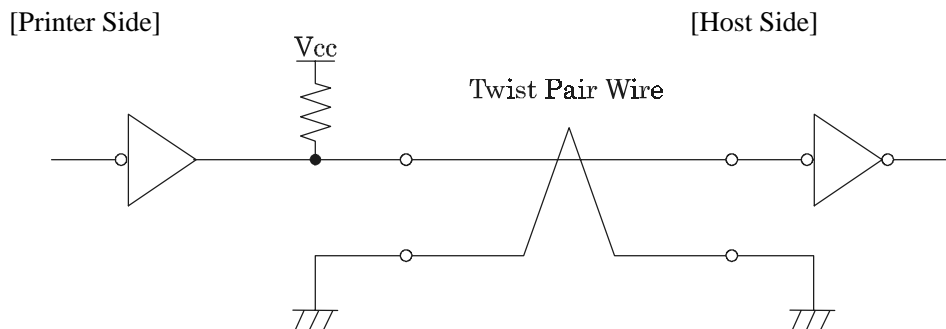 [Printer Side]
[Host Side]
Vcc
Twist Pair Wire